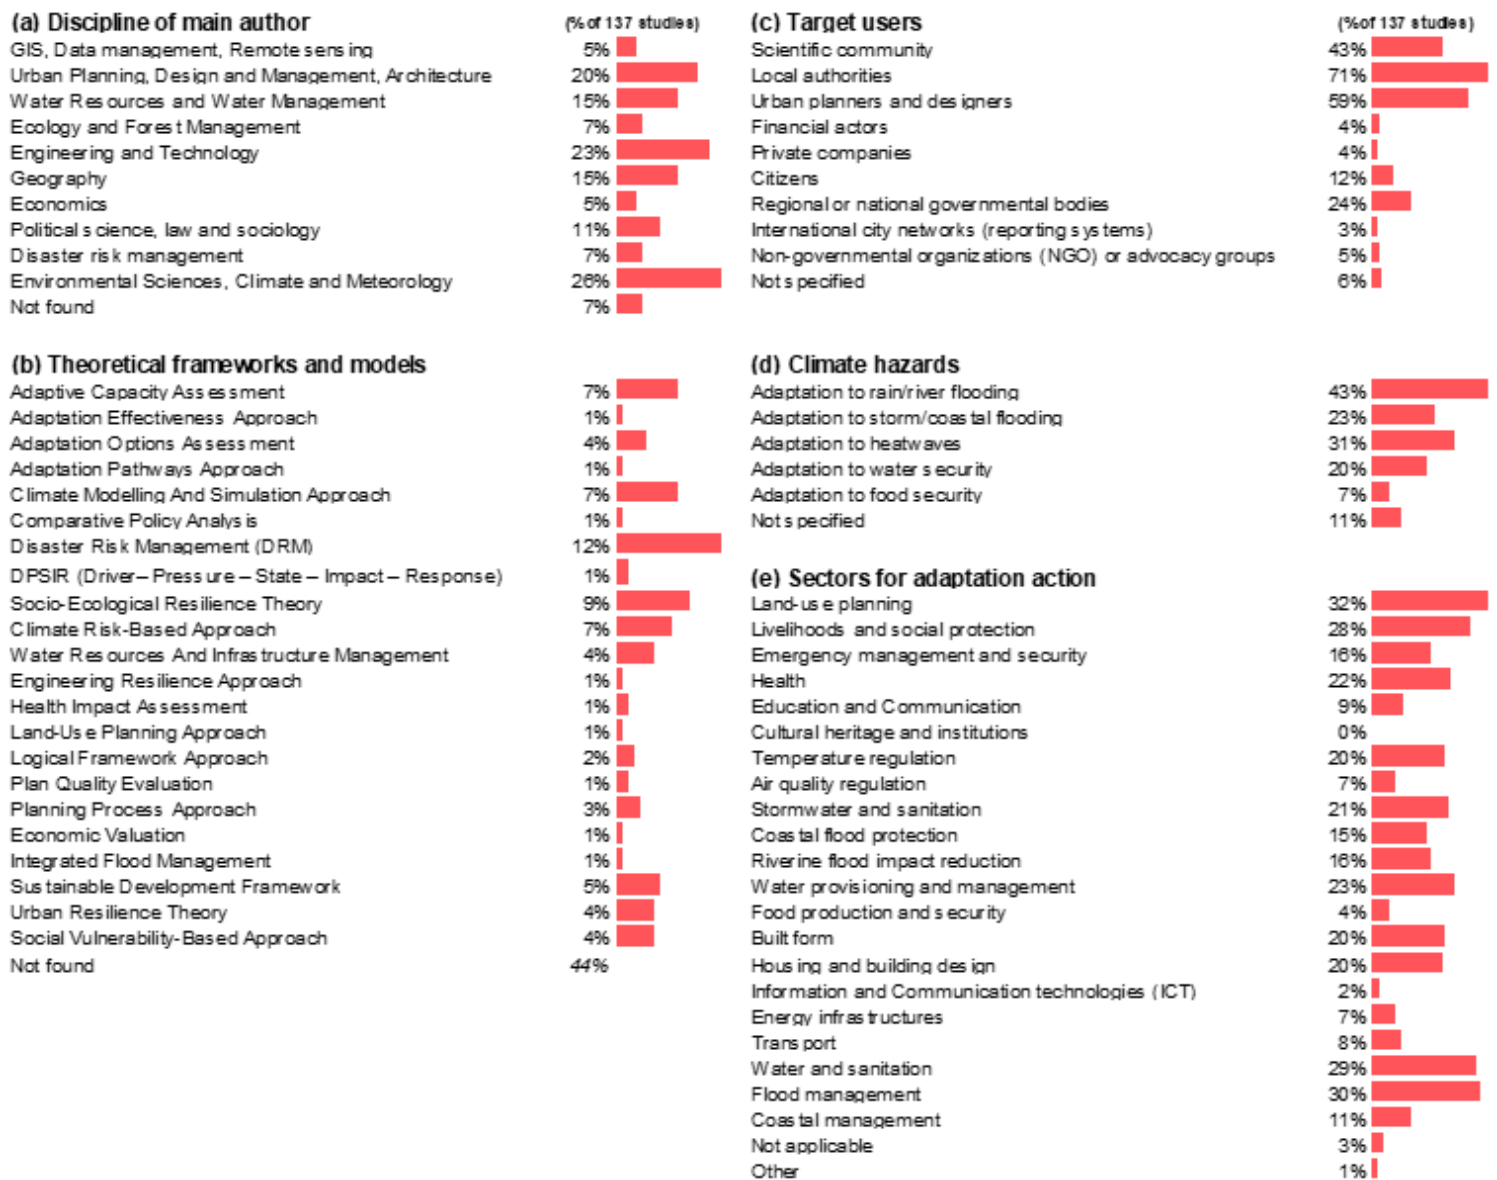 (a) Discipline of main author (% of 137 studies)
GIS, Data management, Remote sensing 5%
Urban Planning, Design and Management, Architecture 20%
Water Resources and Water Management 15%
Ecology and Forest Management 7%
Engineering and Technology 23%
Geography 15%
Economics 5%
Political science, law and sociology 11%
Disaster risk management 7%
Environmental Sciences, Climate and Meteorology 26%
Not found 7%
(b) Theoretical frameworks and models
Adaptive Capacity Assessment 7%
Adaptation Effectiveness Approach 1%
Adaptation Options Assessment 4%
Adaptation Pathways Approach 1%
Climate Modelling And Simulation Approach 7%
Comparative Policy Analysis 1%
Disaster Risk Management (DRM) 12%
DPSIR (Driver – Pressure – State – Impact – Response) 1%
Socio-Ecological Resilience Theory 9%
Climate Risk-Based Approach 7%
Water Resources And Infrastructure Management 4%
Engineering Resilience Approach 1%
Health Impact Assessment 1%
Land-Use Planning Approach 1%
Logical Framework Approach 2%
Plan Quality Evaluation 1%
Planning Process Approach 3%
Economic Valuation 1%
Integrated Flood Management 1%
Sustainable Development Framework 5%
Urban Resilience Theory 4%
Social Vulnerability-Based Approach 4%
Not found 44%
(c) Target users (% of 137 studies)
Scientific community 43%
Local authorities 71%
Urban planners and designers 59%
Financial actors 4%
Private companies 4%
Citizens 12%
Regional or national governmental bodies 24%
International city networks (reporting systems) 3%
Non-governmental organizations (NGO) or advocacy groups 5%
Not specified 6%
(d) Climate hazards
Adaptation to rain/river flooding 43%
Adaptation to storm/coastal flooding 23%
Adaptation to heatwaves 31%
Adaptation to water security 20%
Adaptation to food security 7%
Not specified 11%
(e) Sectors for adaptation action
Land-use planning 32%
Livelihoods and social protection 28%
Emergency management and security 16%
Health 22%
Education and Communication 9%
Cultural heritage and institutions 0%
Temperature regulation 20%
Air quality regulation 7%
Stormwater and sanitation 21%
Coastal flood protection 15%
Riverine flood impact reduction 16%
Water provisioning and management 23%
Food production and security 4%
Built form 20%
Housing and building design 20%
Information and Communication technologies (ICT) 2%
Energy infrastructures 7%
Transport 8%
Water and sanitation 29%
Flood management 30%
Coastal management 11%
Not applicable 3%
Other 1%